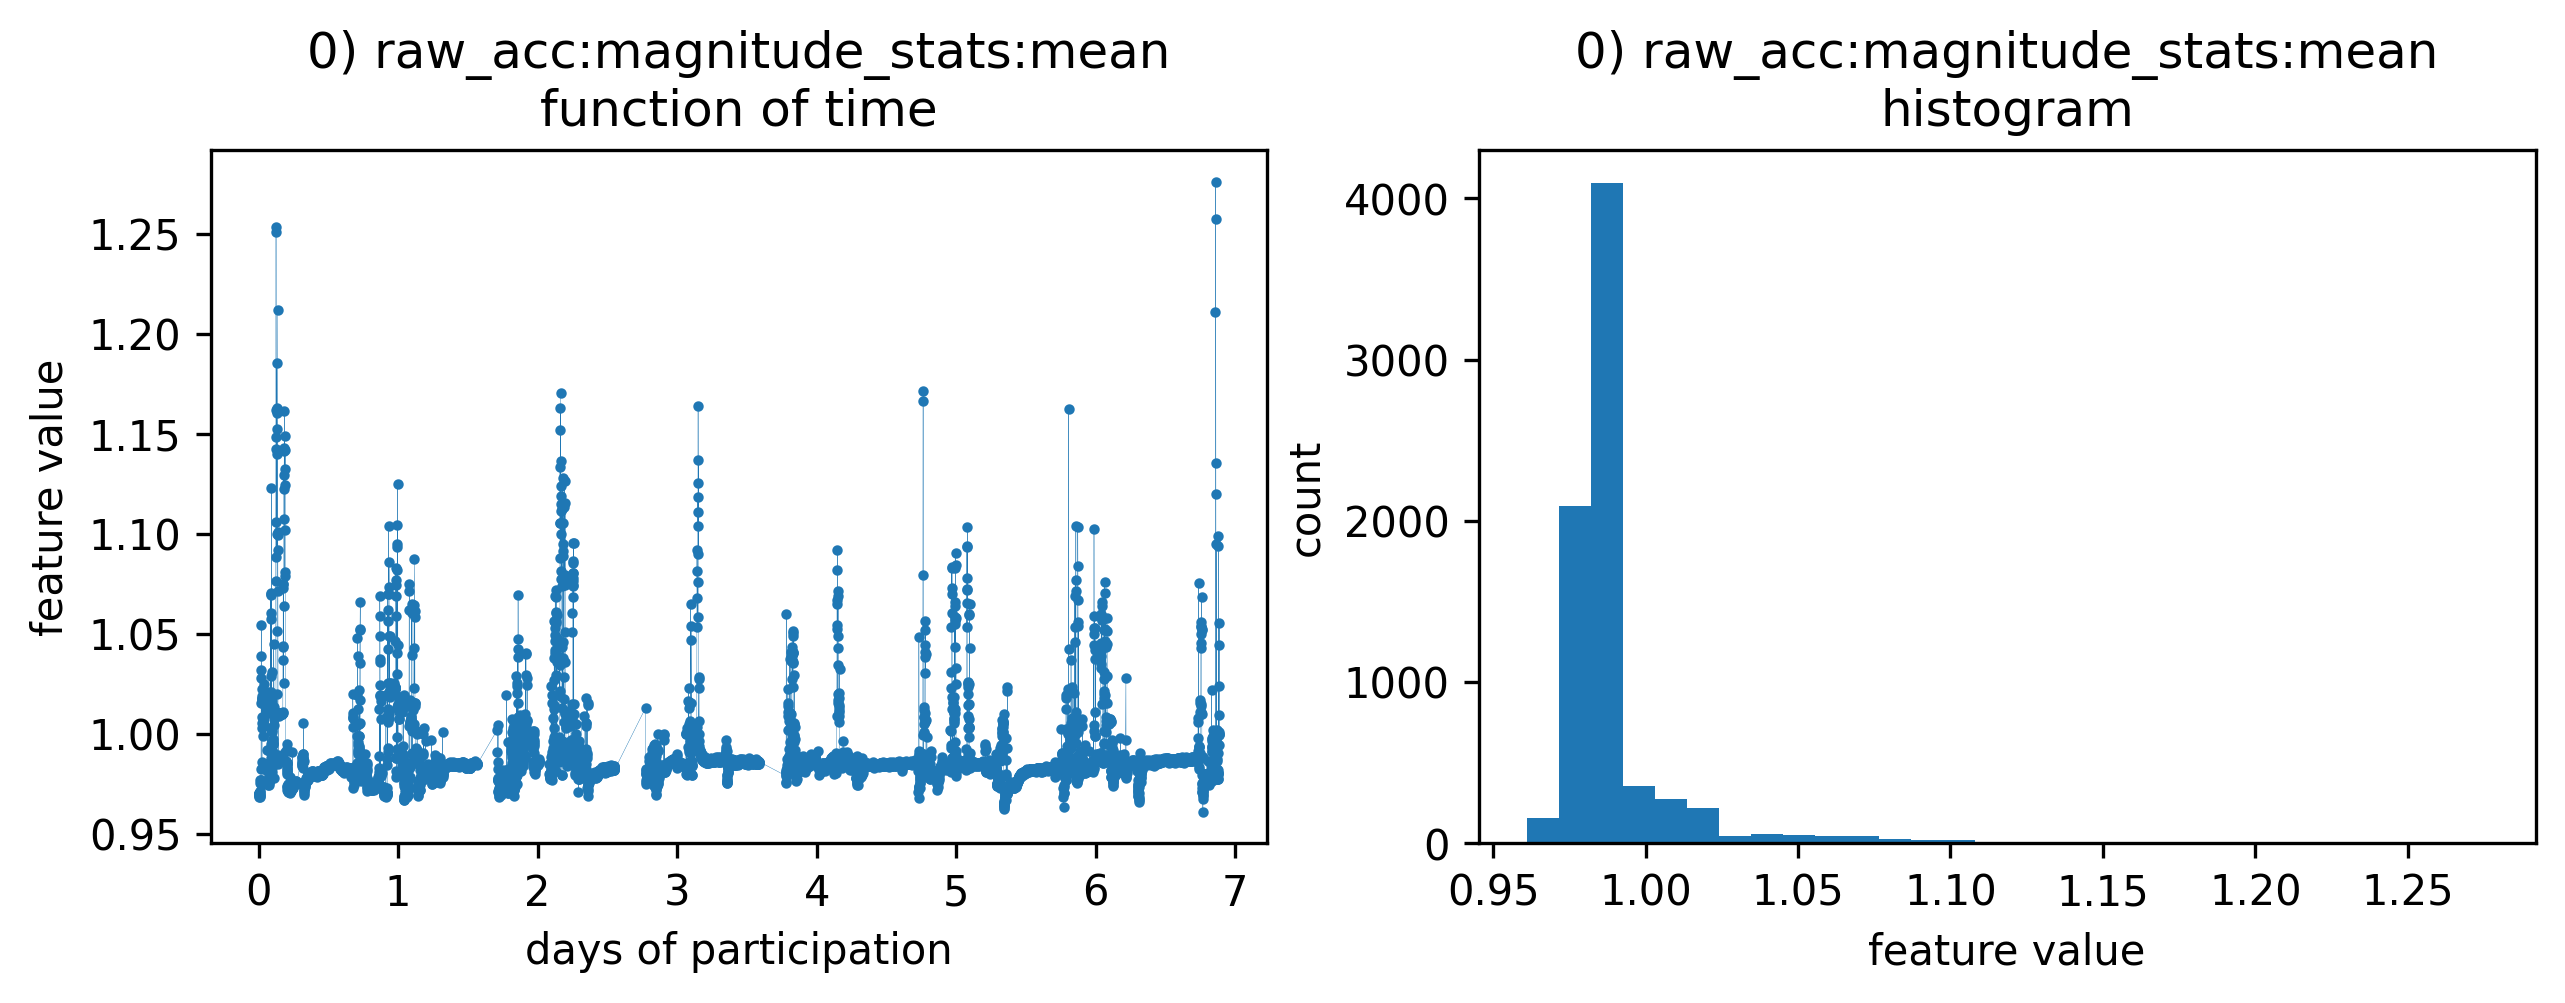 0) raw_acc:magnitude_stats:mean
function of time
feature value
1.25
1.20
1.15
1.10
1.05
1.00
0.95
0 1 2 3 4 5 6 7
days of participation
0) raw_acc:magnitude_stats:mean
histogram
count
4000
3000
2000
1000
0
0.95 1.00 1.05 1.10 1.15 1.20 1.25
feature value